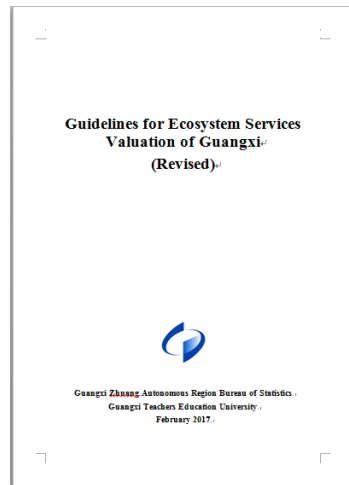 Guidelines for Ecosystem Services
Valuation of Guangxi
(Revised)
Guangxi Zhuang Autonomous Region Bureau of Statistics
Guangxi Teachers Education University
February 2017